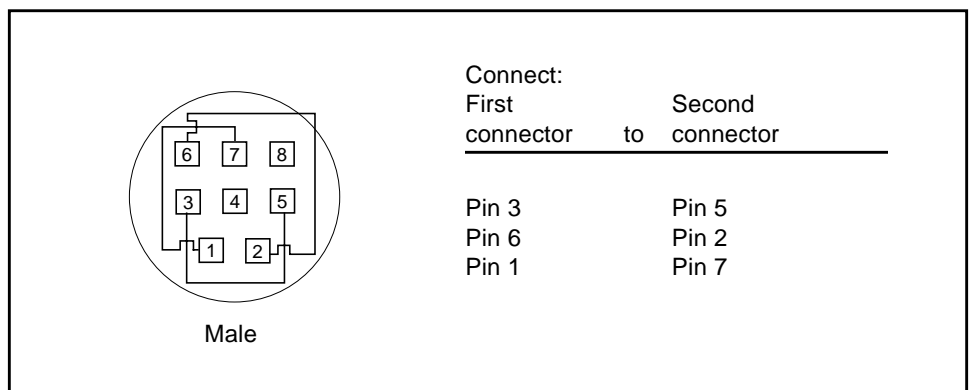 6 7 8
3 4 5
1 2
Male
Connect:
First Second
connector to connector
Pin 3 Pin 5
Pin 6 Pin 2
Pin 1 Pin 7